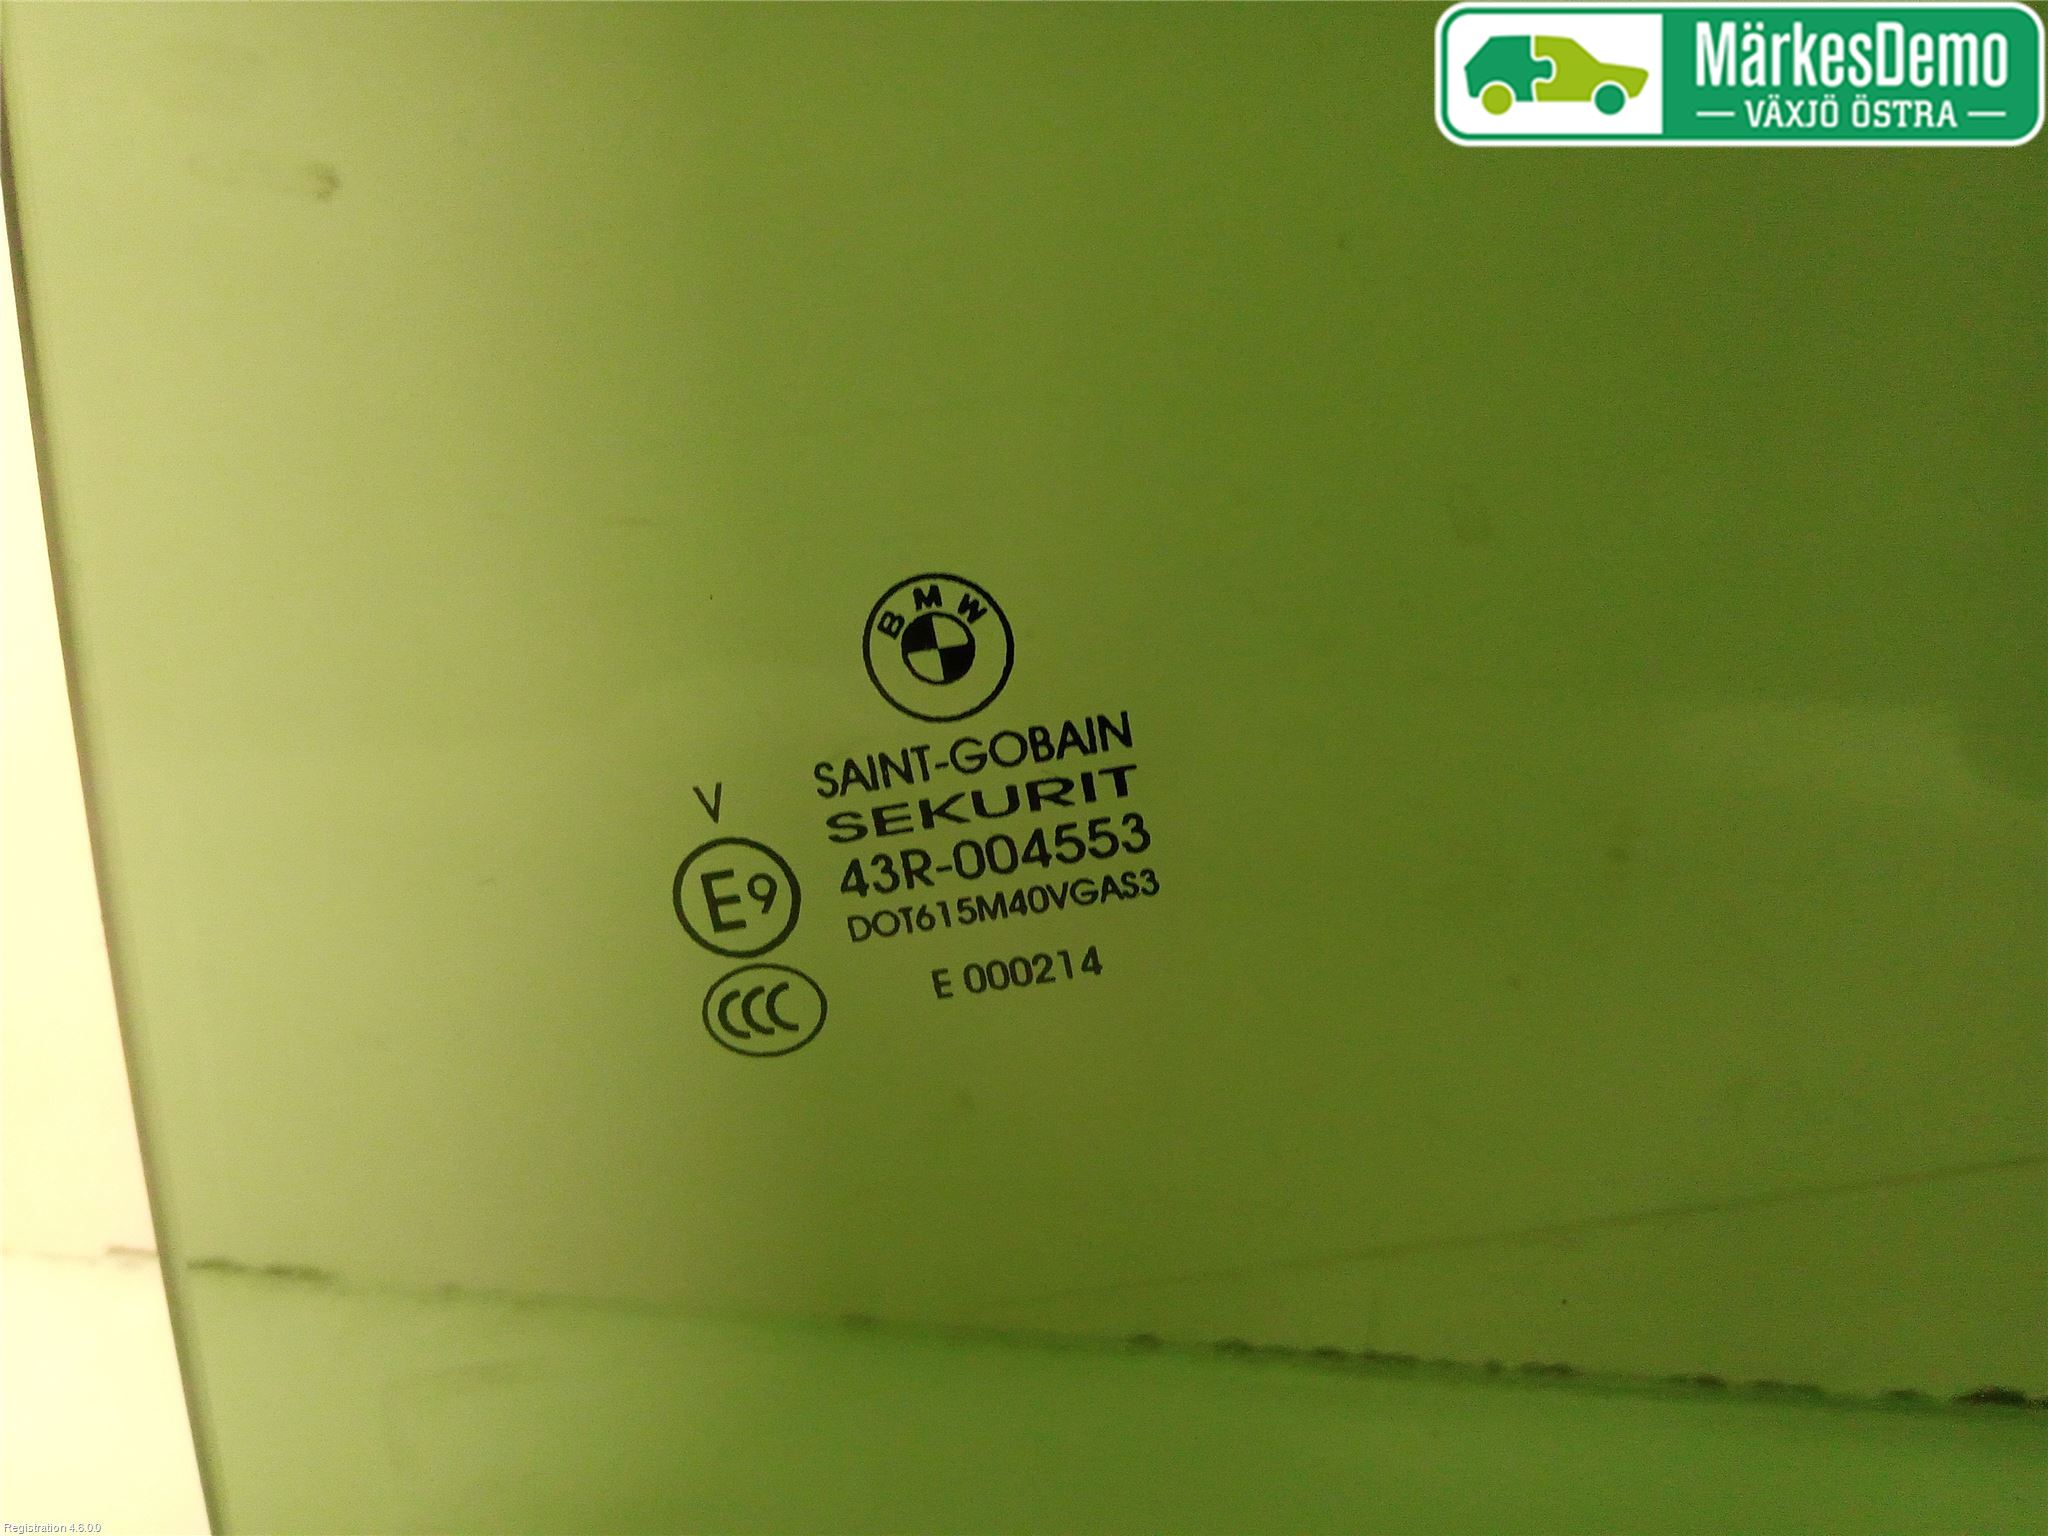 MärkesDemo
— VÄXJÖ ÖSTRA —
BMW
SAINT-GOBAIN
SEKURIT
V
43R-004553
E9
DOT615M40VGAS3
E 000214
CCC
Registration 4.6.0.0